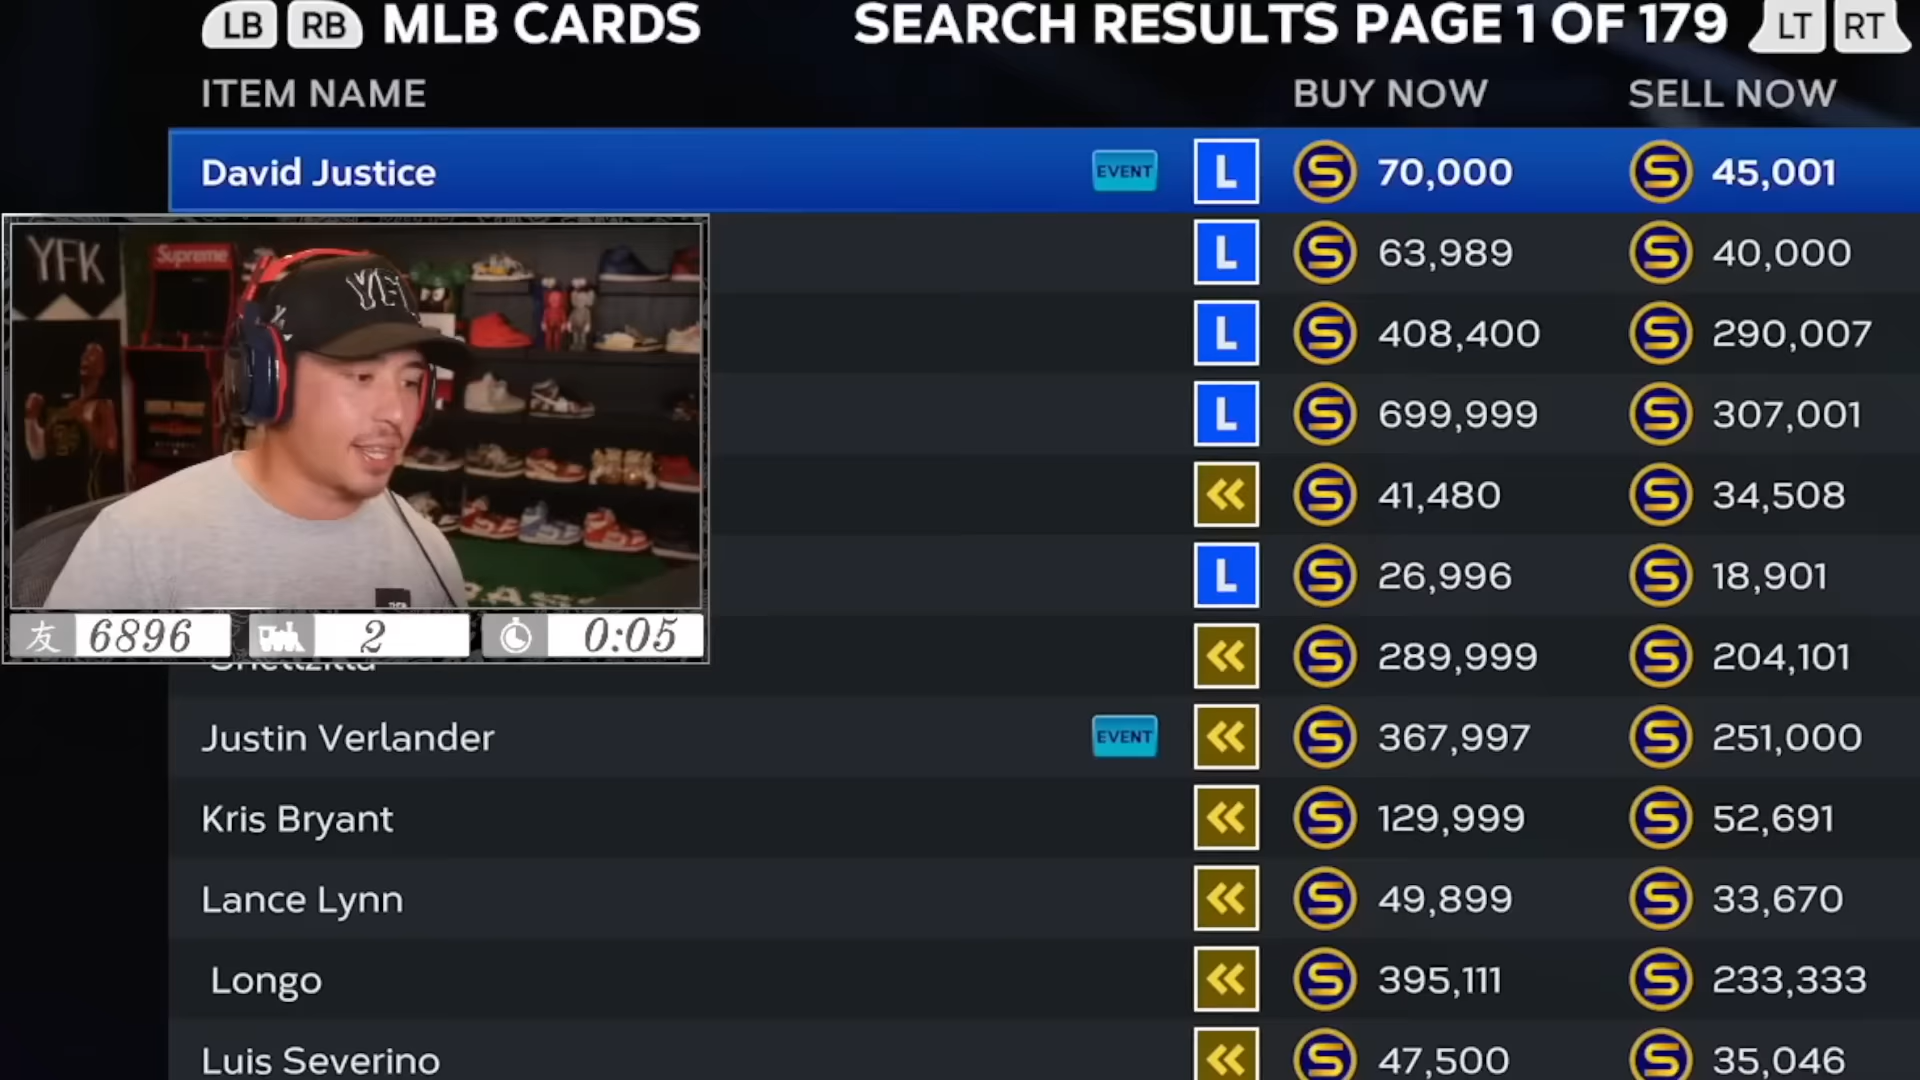 LB RB MLB CARDS SEARCH RESULTS PAGE 1 OF 179 LT RT
ITEM NAME BUY NOW SELL NOW
David Justice EVENT L 70,000 45,001
L 63,989 40,000
L 408,400 290,007
L 699,999 307,001
41,480 34,508
L 26,996 18,901
289,999 204,101
Justin Verlander EVENT 367,997 251,000
Kris Bryant 129,999 52,691
Lance Lynn 49,899 33,670
Longo 395,111 233,333
Luis Severino 47,500 35,046
YFK
Supreme
友 6896 2 0:05